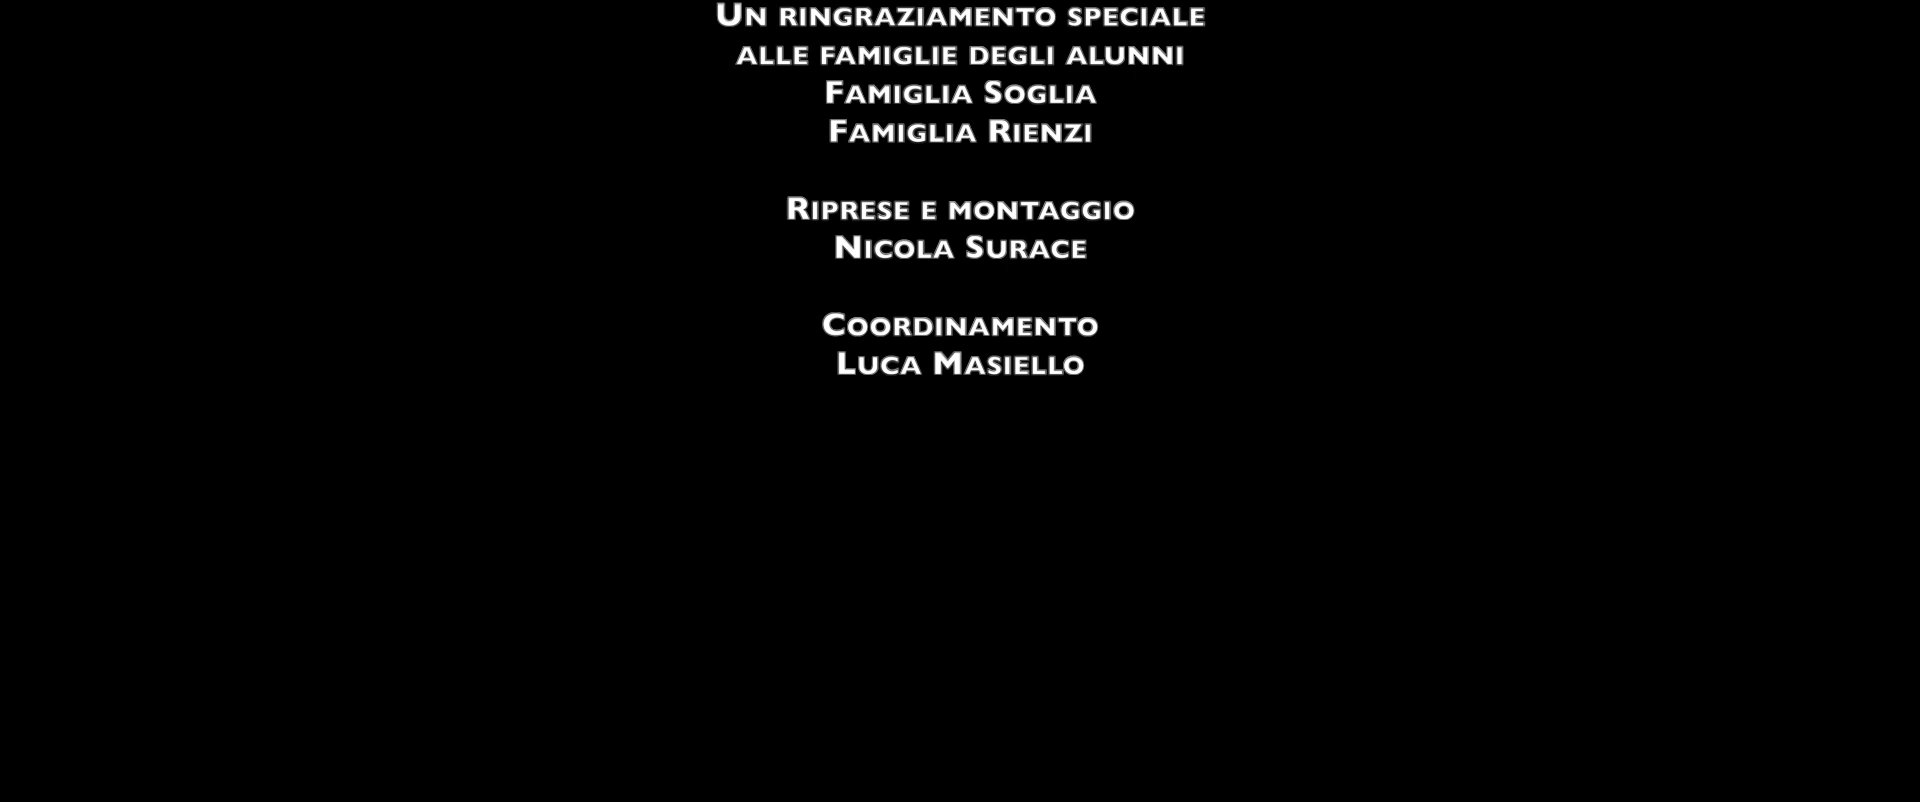 Un ringraziamento speciale
alle famiglie degli alunni
Famiglia Soglia
Famiglia Rienzi
Riprese e montaggio
Nicola Surace
Coordinamento
Luca Masiello